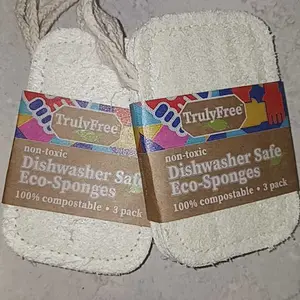 TrulyFree
non-toxic
Dishwasher Safe
Eco-Sponges
100% compostable • 3 pack
TrulyFree
non-toxic
Dishwasher Safe
Eco-Sponges
100% compostable • 3 pack